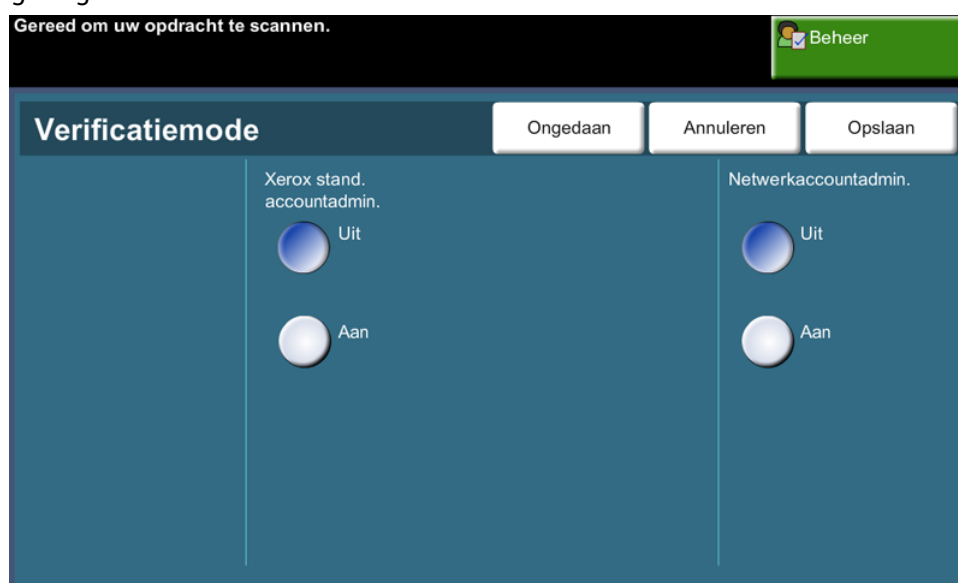 Gereed om uw opdracht te scannen.
Beheer
Verificatiemode
Ongedaan
Annuleren
Opslaan
Xerox stand.
accountadmin.
Uit
Aan
Netwerkaccountadmin.
Uit
Aan